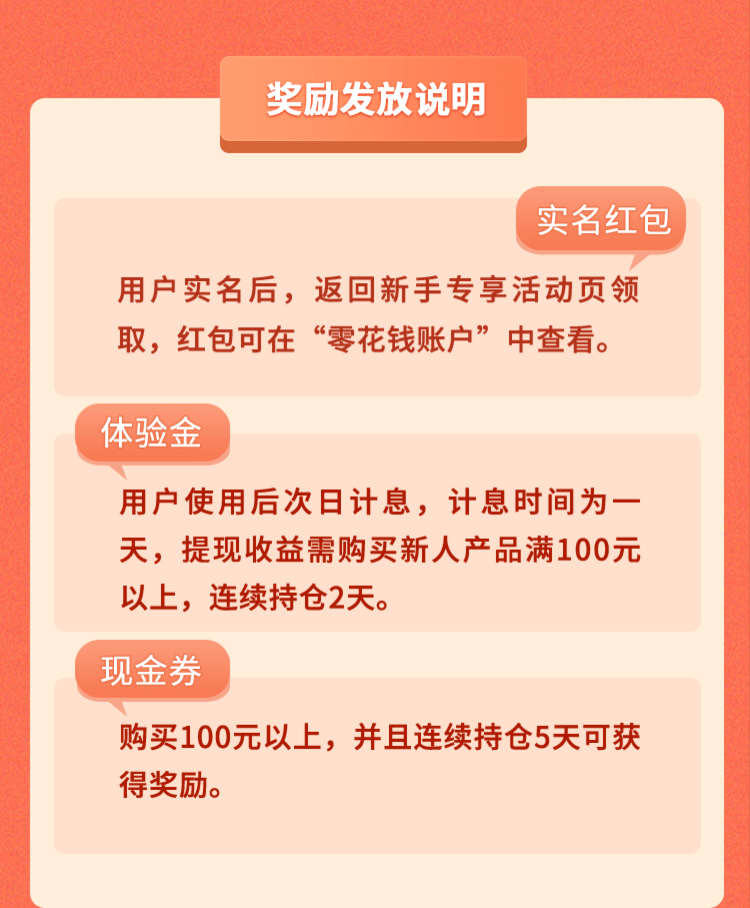 奖励发放说明
实名红包
用户实名后，返回新手专享活动页领
取，红包可在“零花钱账户”中查看。
体验金
用户使用后次日计息，计息时间为一
天，提现收益需购买新人产品满100元
以上，连续持仓2天。
现金券
购买100元以上，并且连续持仓5天可获
得奖励。